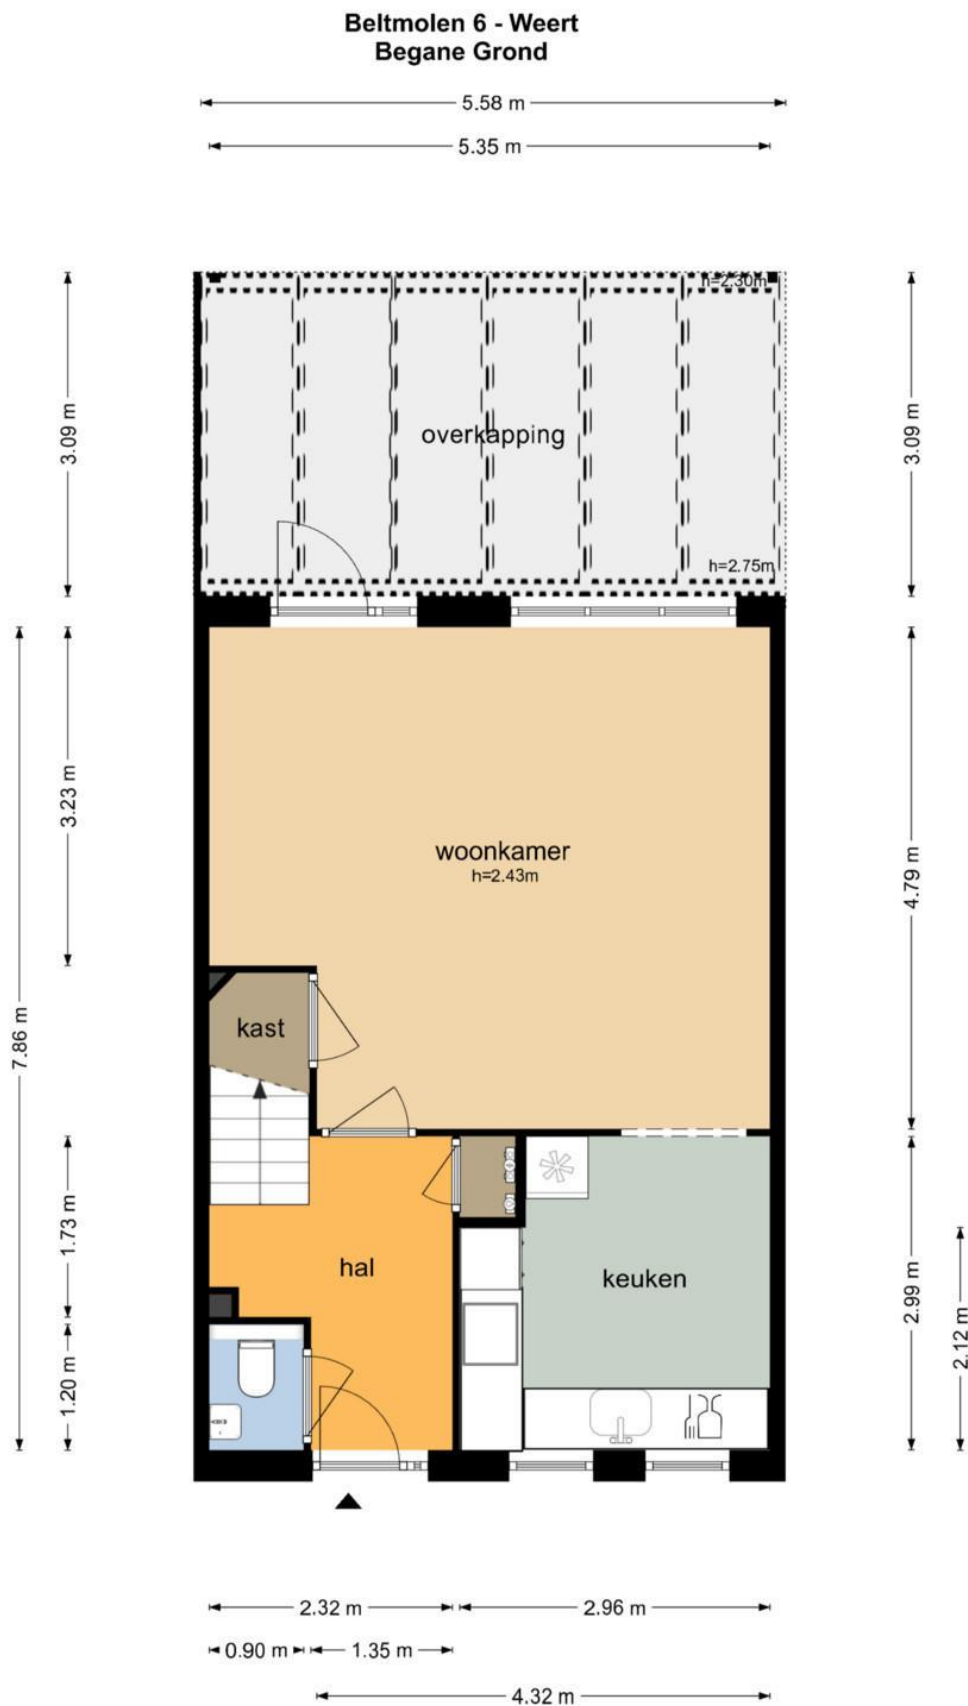 Beltmolen 6 - Weert
Begane Grond
5.58 m
5.35 m
h=2.30m
3.09 m
3.09 m
overkapping
h=2.75m
3.23 m
woonkamer
h=2.43m
4.79 m
7.86 m
kast
1.73 m
hal
keuken
2.99 m
2.12 m
1.20 m
2.32 m
2.96 m
0.90 m
1.35 m
4.32 m